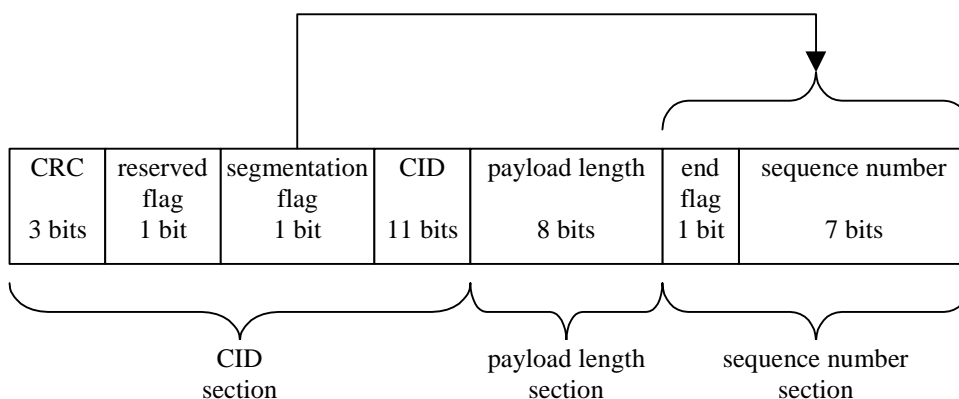 CRC
3 bits
reserved
flag
1 bit
segmentation
flag
1 bit
CID
11 bits
payload length
8 bits
end
flag
1 bit
sequence number
7 bits
CID
section
payload length
section
sequence number
section